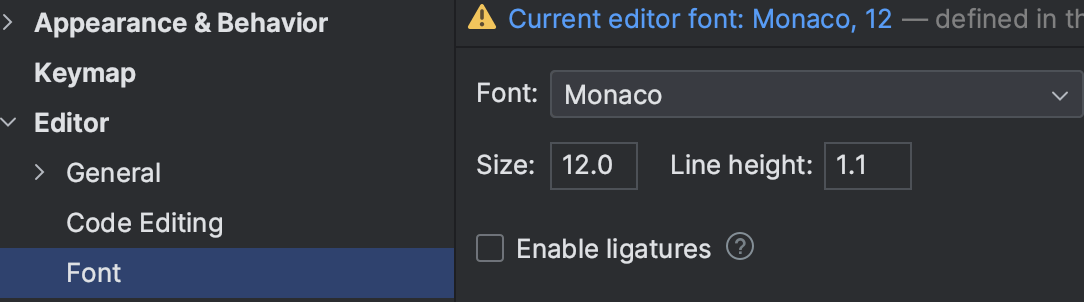 Appearance & Behavior
Keymap
Editor
General
Code Editing
Font
Current editor font: Monaco, 12 — defined in
Font: Monaco
Size: 12.0 Line height: 1.1
Enable ligatures ?